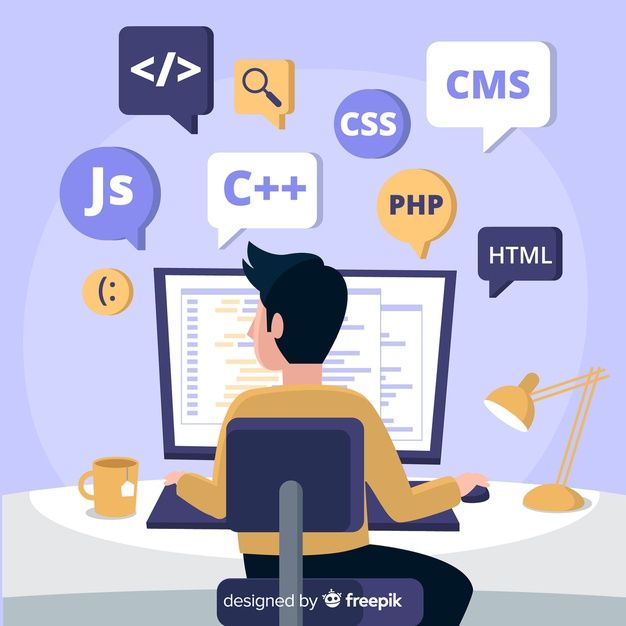 </>
CMS
CSS
Js
C++
PHP
HTML
(:
designed by freepik